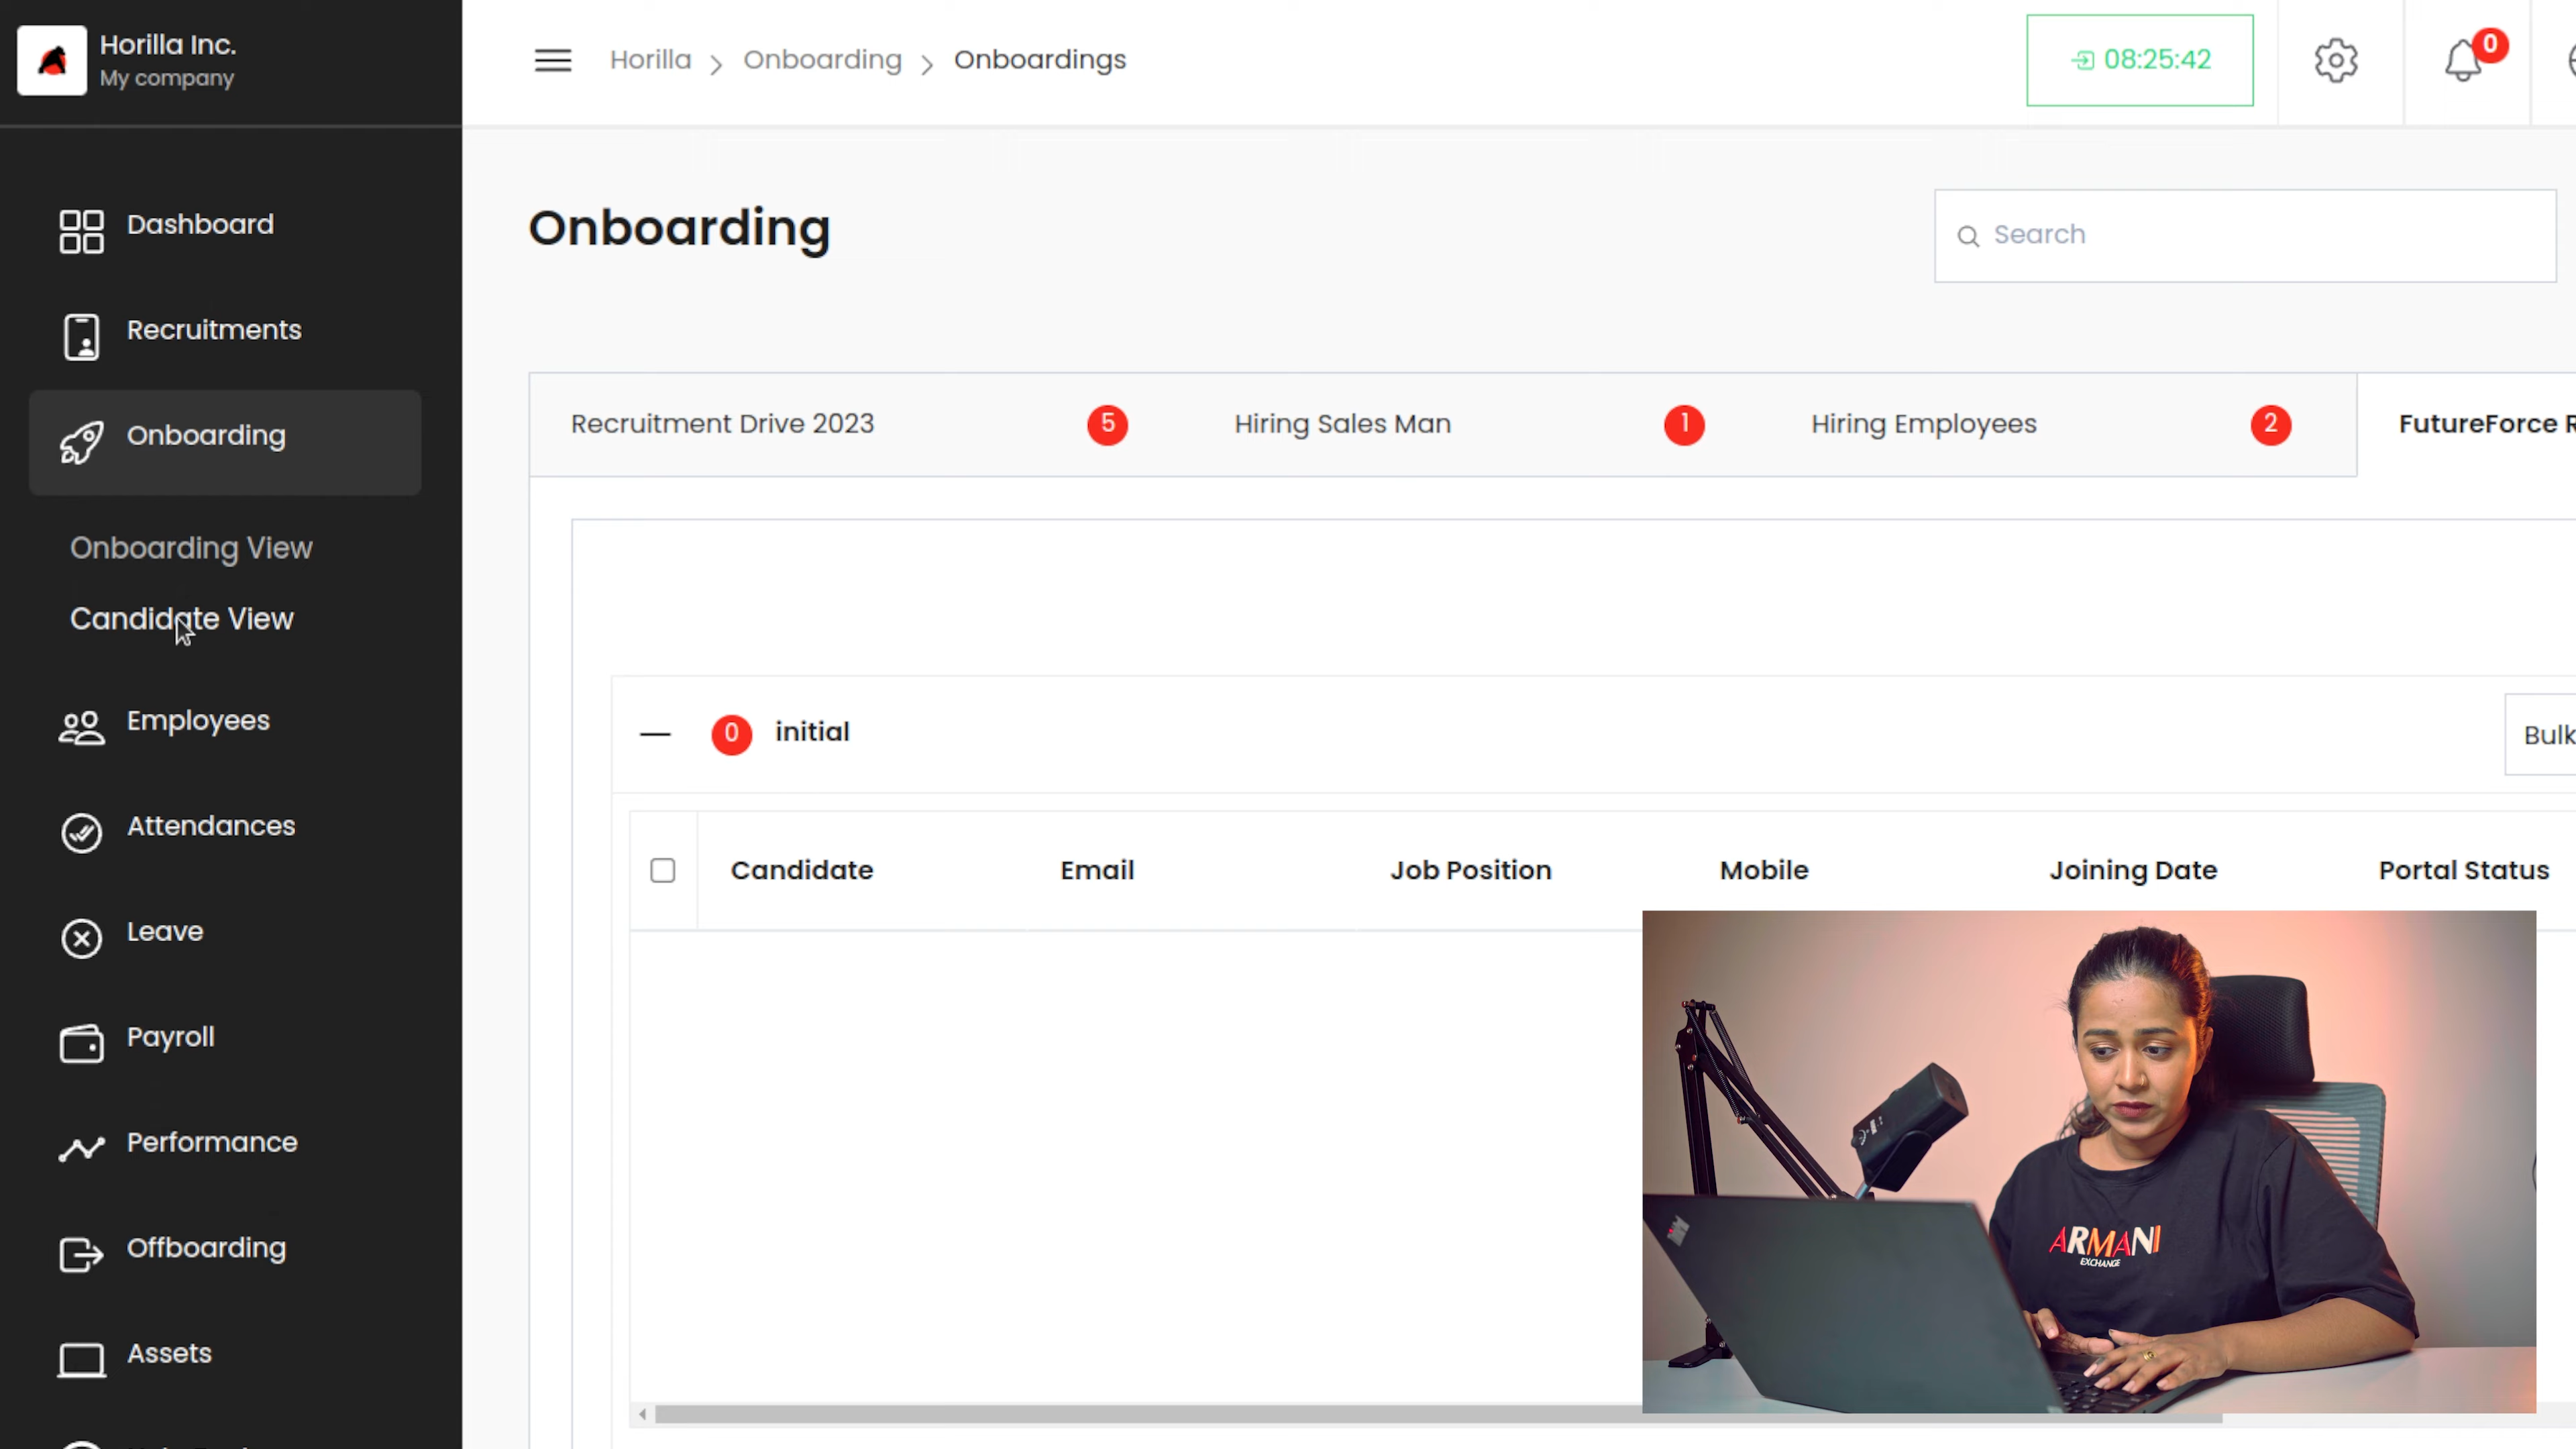 Horilla Inc.
My company
Horilla > Onboarding > Onboardings
08:25:42
0
Dashboard
Recruitments
Onboarding
Onboarding View
Candidate View
Employees
Attendances
Leave
Payroll
Performance
Offboarding
Assets
Onboarding
Search
Recruitment Drive 2023 5
Hiring Sales Man 1
Hiring Employees 2
FutureForce R
0 initial
Bulk
Candidate Email Job Position Mobile Joining Date Portal Status
ARMANI
EXCHANGE